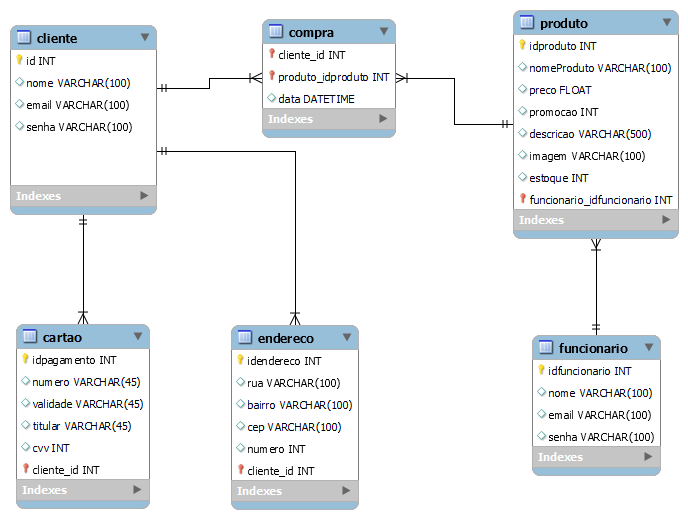 cliente
id INT
nome VARCHAR(100)
email VARCHAR(100)
senha VARCHAR(100)
Indexes
compra
cliente_id INT
produto_idproduto INT
data DATETIME
Indexes
produto
idproduto INT
nomeProduto VARCHAR(100)
preco FLOAT
promocao INT
descricao VARCHAR(500)
imagem VARCHAR(100)
estoque INT
funcionario_idfuncionario INT
Indexes
cartao
idpagamento INT
numero VARCHAR(45)
validade VARCHAR(45)
titular VARCHAR(45)
cvv INT
cliente_id INT
Indexes
endereco
idendereco INT
rua VARCHAR(100)
bairro VARCHAR(100)
cep VARCHAR(100)
numero INT
cliente_id INT
Indexes
funcionario
idfuncionario INT
nome VARCHAR(100)
email VARCHAR(100)
senha VARCHAR(100)
Indexes